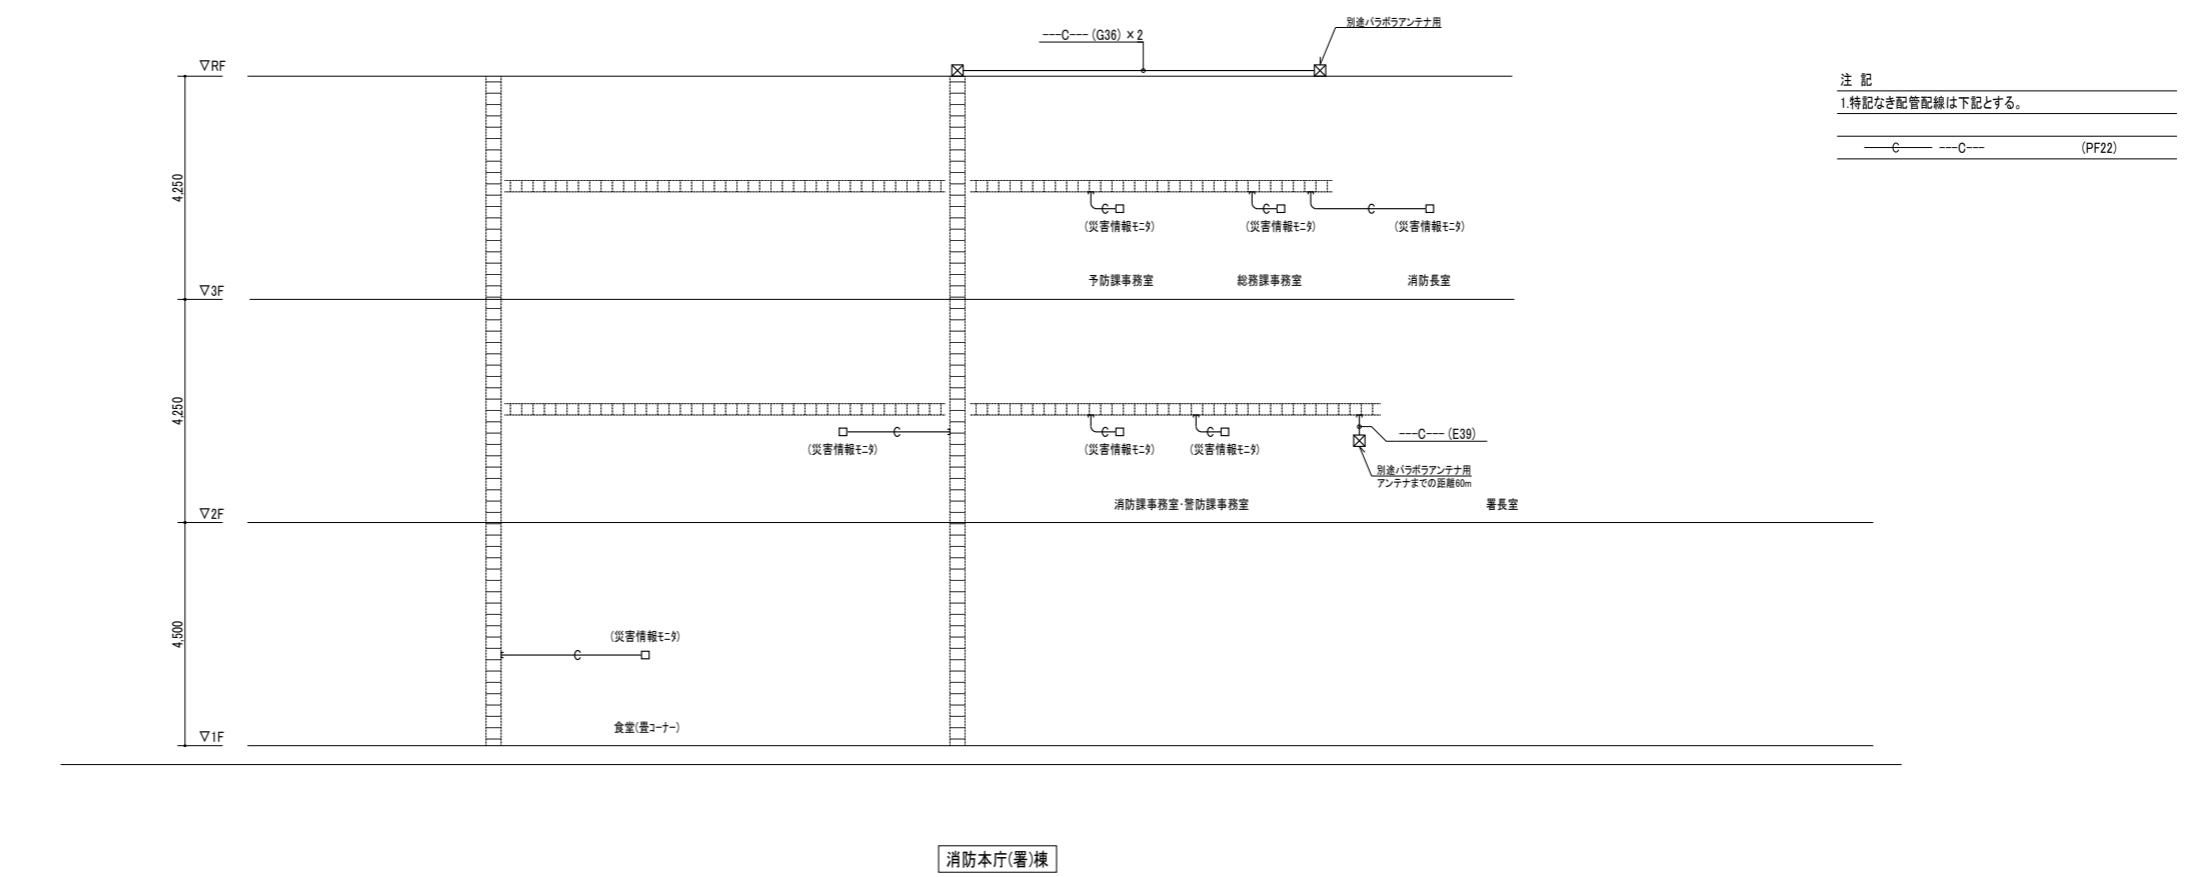 別途パラボラアンテナ用
---C--- (G36) ×2
▽RF
注 記
1.特記なき配管配線は下記とする。
C ---C--- (PF22)
4,250
C C C
(災害情報モニタ) (災害情報モニタ) (災害情報モニタ)
予防課事務室 総務課事務室 消防長室
▽3F
4,250
C C C ---C--- (E39)
(災害情報モニタ) (災害情報モニタ) (災害情報モニタ)
別途パラボラアンテナ用
アンテナまでの距離60m
消防課事務室・警防課事務室 署長室
▽2F
4,500
(災害情報モニタ)
C
食堂(畳コーナー)
▽1F
消防本庁(署)棟